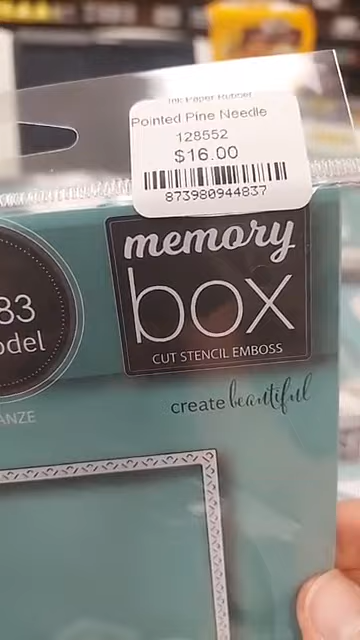 Ink Paper Rubber
Pointed Pine Needle
128552
$16.00
873980944837
memory
box
CUT STENCIL EMBOSS
83
odel
create beautiful
ANZE